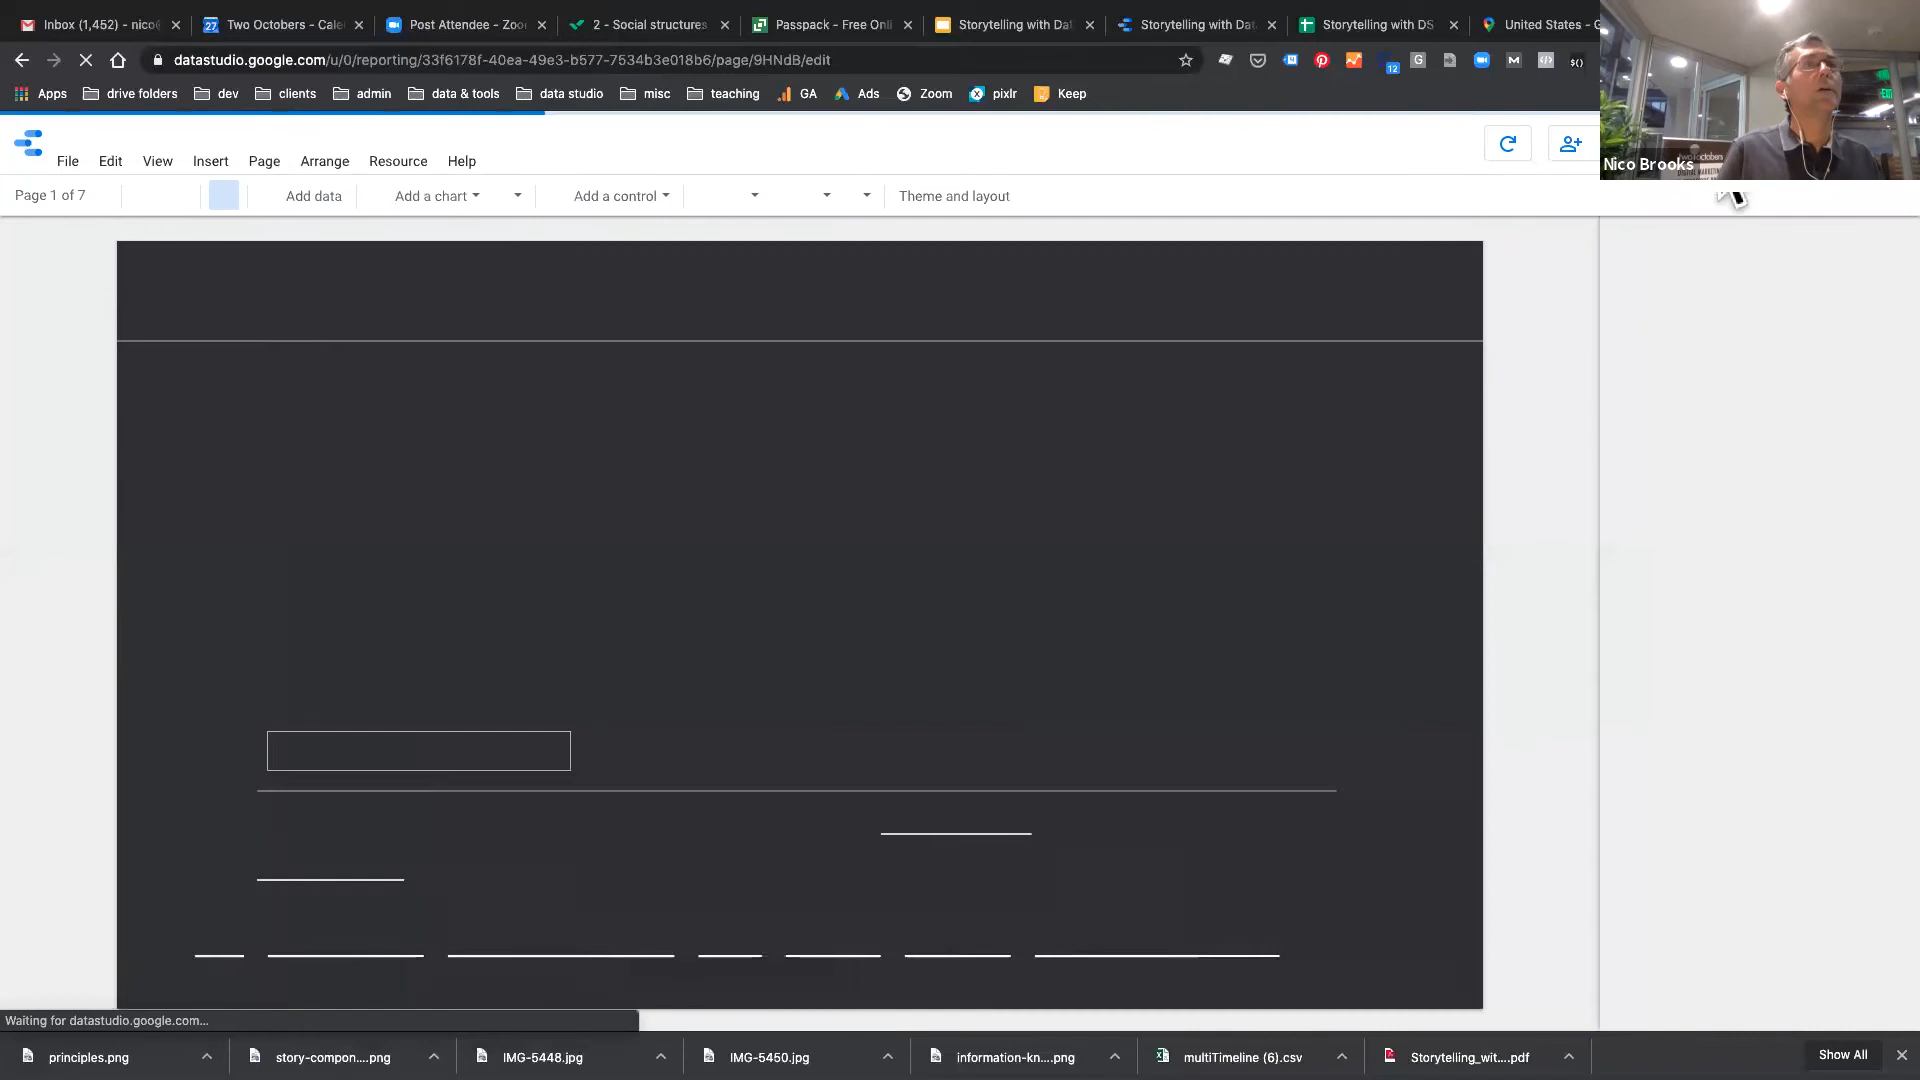 Inbox (1,452) - nico@
27
Two Octobers - Cale
Post Attendee - Zoo
2 - Social structures
Passpack - Free Onli
Storytelling with Da
Storytelling with Dat
Storytelling with DS
United States - G
datastudio.google.com/u/0/reporting/33f6178f-40ea-49e3-b577-7534b3e018b6/page/9HNdB/edit
12
Apps
drive folders
dev
clients
admin
data & tools
data studio
misc
teaching
GA
Ads
Zoom
pixlr
Keep
File
Edit
View
Insert
Page
Arrange
Resource
Help
Nico Brooks
Page 1 of 7
Add data
Add a chart
Add a control
Theme and layout
Waiting for datastudio.google.com...
principles.png
story-compon....png
IMG-5448.jpg
IMG-5450.jpg
information-kn....png
multiTimeline (6).csv
Storytelling_wit....pdf
Show All